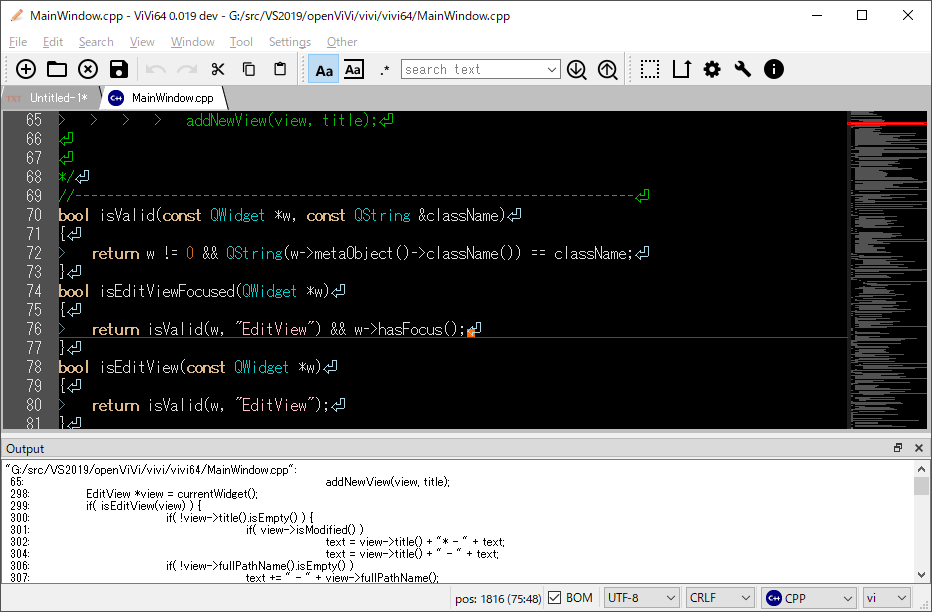 MainWindow.cpp - ViVi64 0.019 dev - G:/src/VS2019/openViVi/vivi/vivi64/MainWindow.cpp
File Edit Search View Window Tool Settings Other
Aa Aa .* search text
TXT Untitled-1* C++ MainWindow.cpp
65 > > > > addNewView(view, title);⏎
66 ⏎
67 ⏎
68 */⏎
69 //----------------------------------------------------------------------⏎
70 bool isValid(const QWidget *w, const QString &className)⏎
71 {⏎
72 > return w != 0 && QString(w->metaObject()->className()) == className;⏎
73 }⏎
74 bool isEditViewFocused(QWidget *w)⏎
75 {⏎
76 > return isValid(w, "EditView") && w->hasFocus();⏎
77 }⏎
78 bool isEditView(const QWidget *w)⏎
79 {⏎
80 > return isValid(w, "EditView");⏎
81 }⏎
Output
"G:/src/VS2019/openViVi/vivi/vivi64/MainWindow.cpp":
65: addNewView(view, title);
298: EditView *view = currentWidget();
299: if( isEditView(view) ) {
300: if( !view->title().isEmpty() ) {
301: if( view->isModified() )
302: text = view->title() + "* - " + text;
304: text = view->title() + " - " + text;
306: if( !view->fullPathName().isEmpty() )
307: text += " - " + view->fullPathName();
pos: 1816 (75:48) BOM UTF-8 CRLF C++ CPP vi